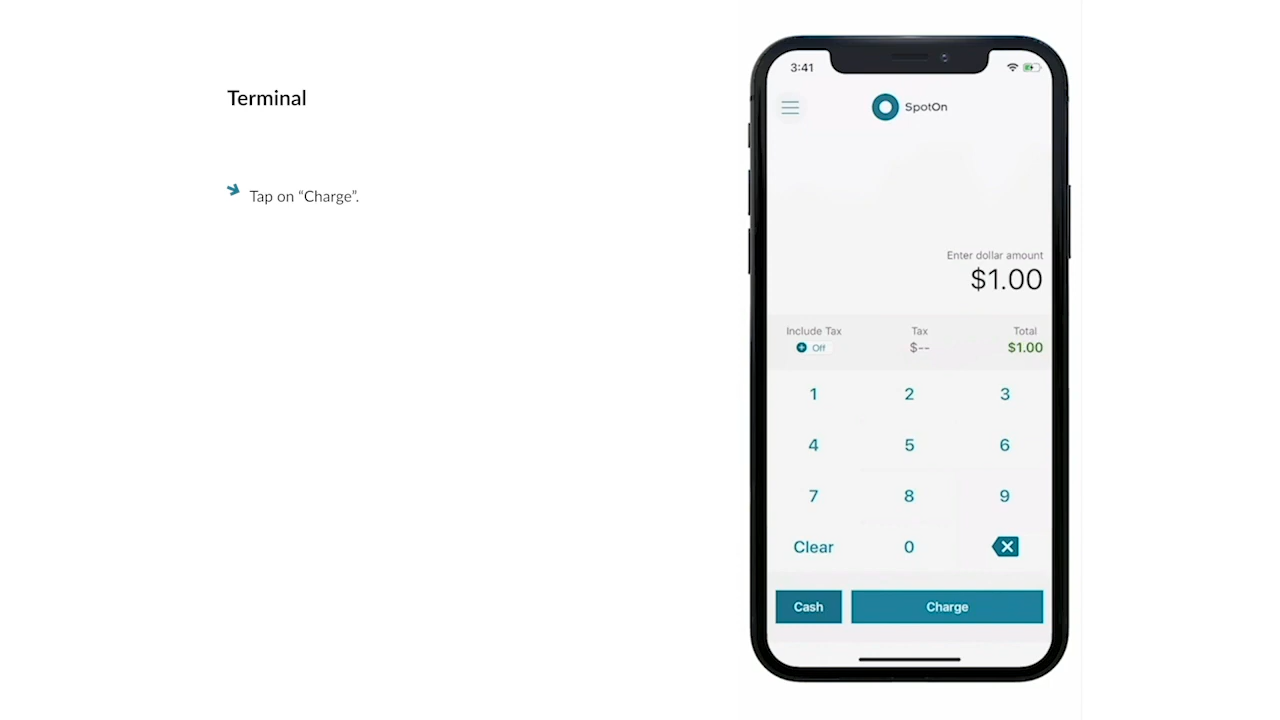 Terminal
Tap on “Charge”.
3:41
SpotOn
Enter dollar amount
$1.00
Include Tax Tax Total
Off $-- $1.00
1 2 3
4 5 6
7 8 9
Clear 0
Cash Charge